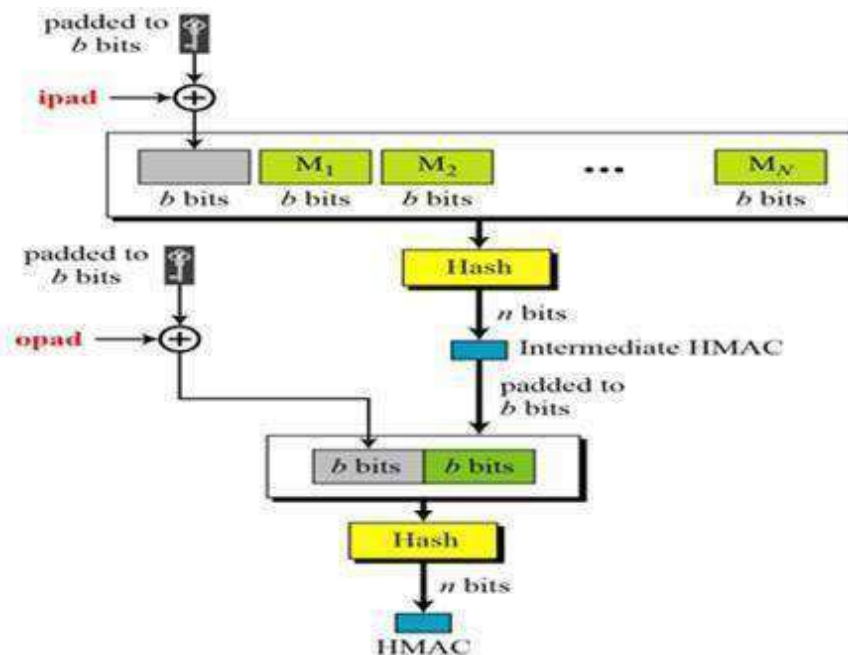 padded to
b bits
ipad
M₁ M₂ ••• M_N
b bits b bits b bits b bits
padded to
b bits
Hash
n bits
opad
Intermediate HMAC
padded to
b bits
b bits b bits
Hash
n bits
HMAC